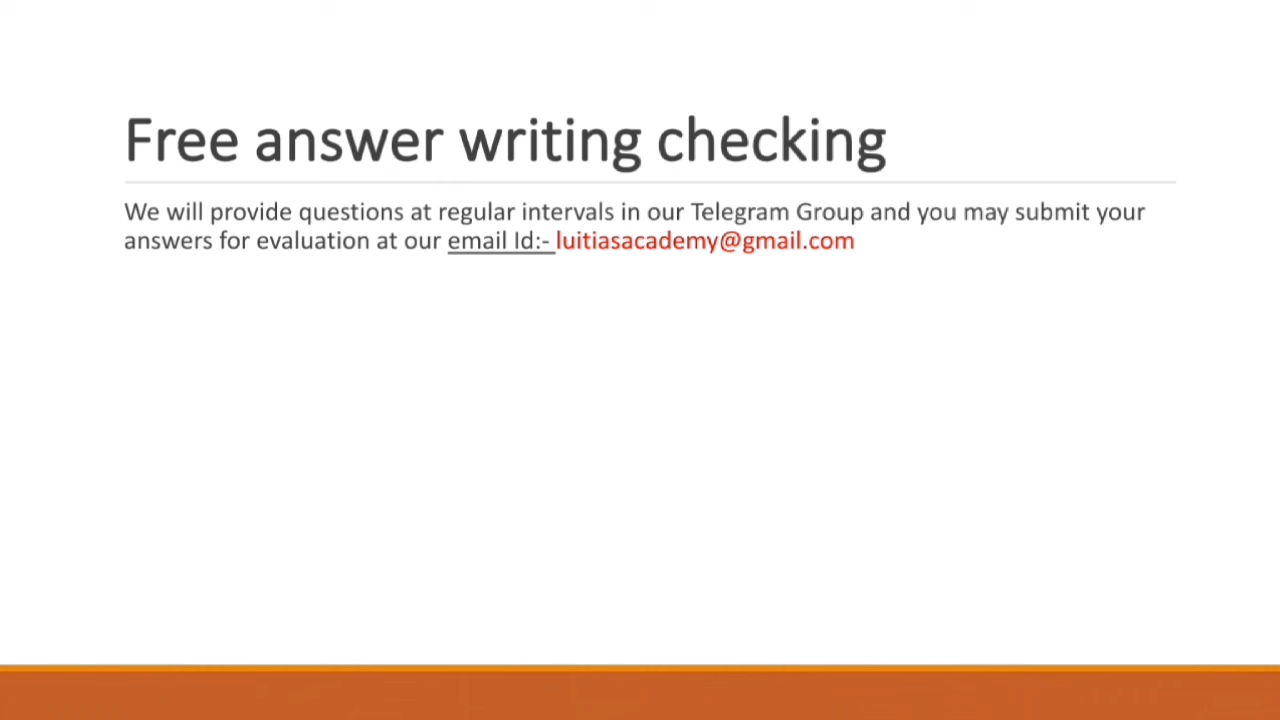 Free answer writing checking
We will provide questions at regular intervals in our Telegram Group and you may submit your
answers for evaluation at our email Id:- luitiasacademy@gmail.com